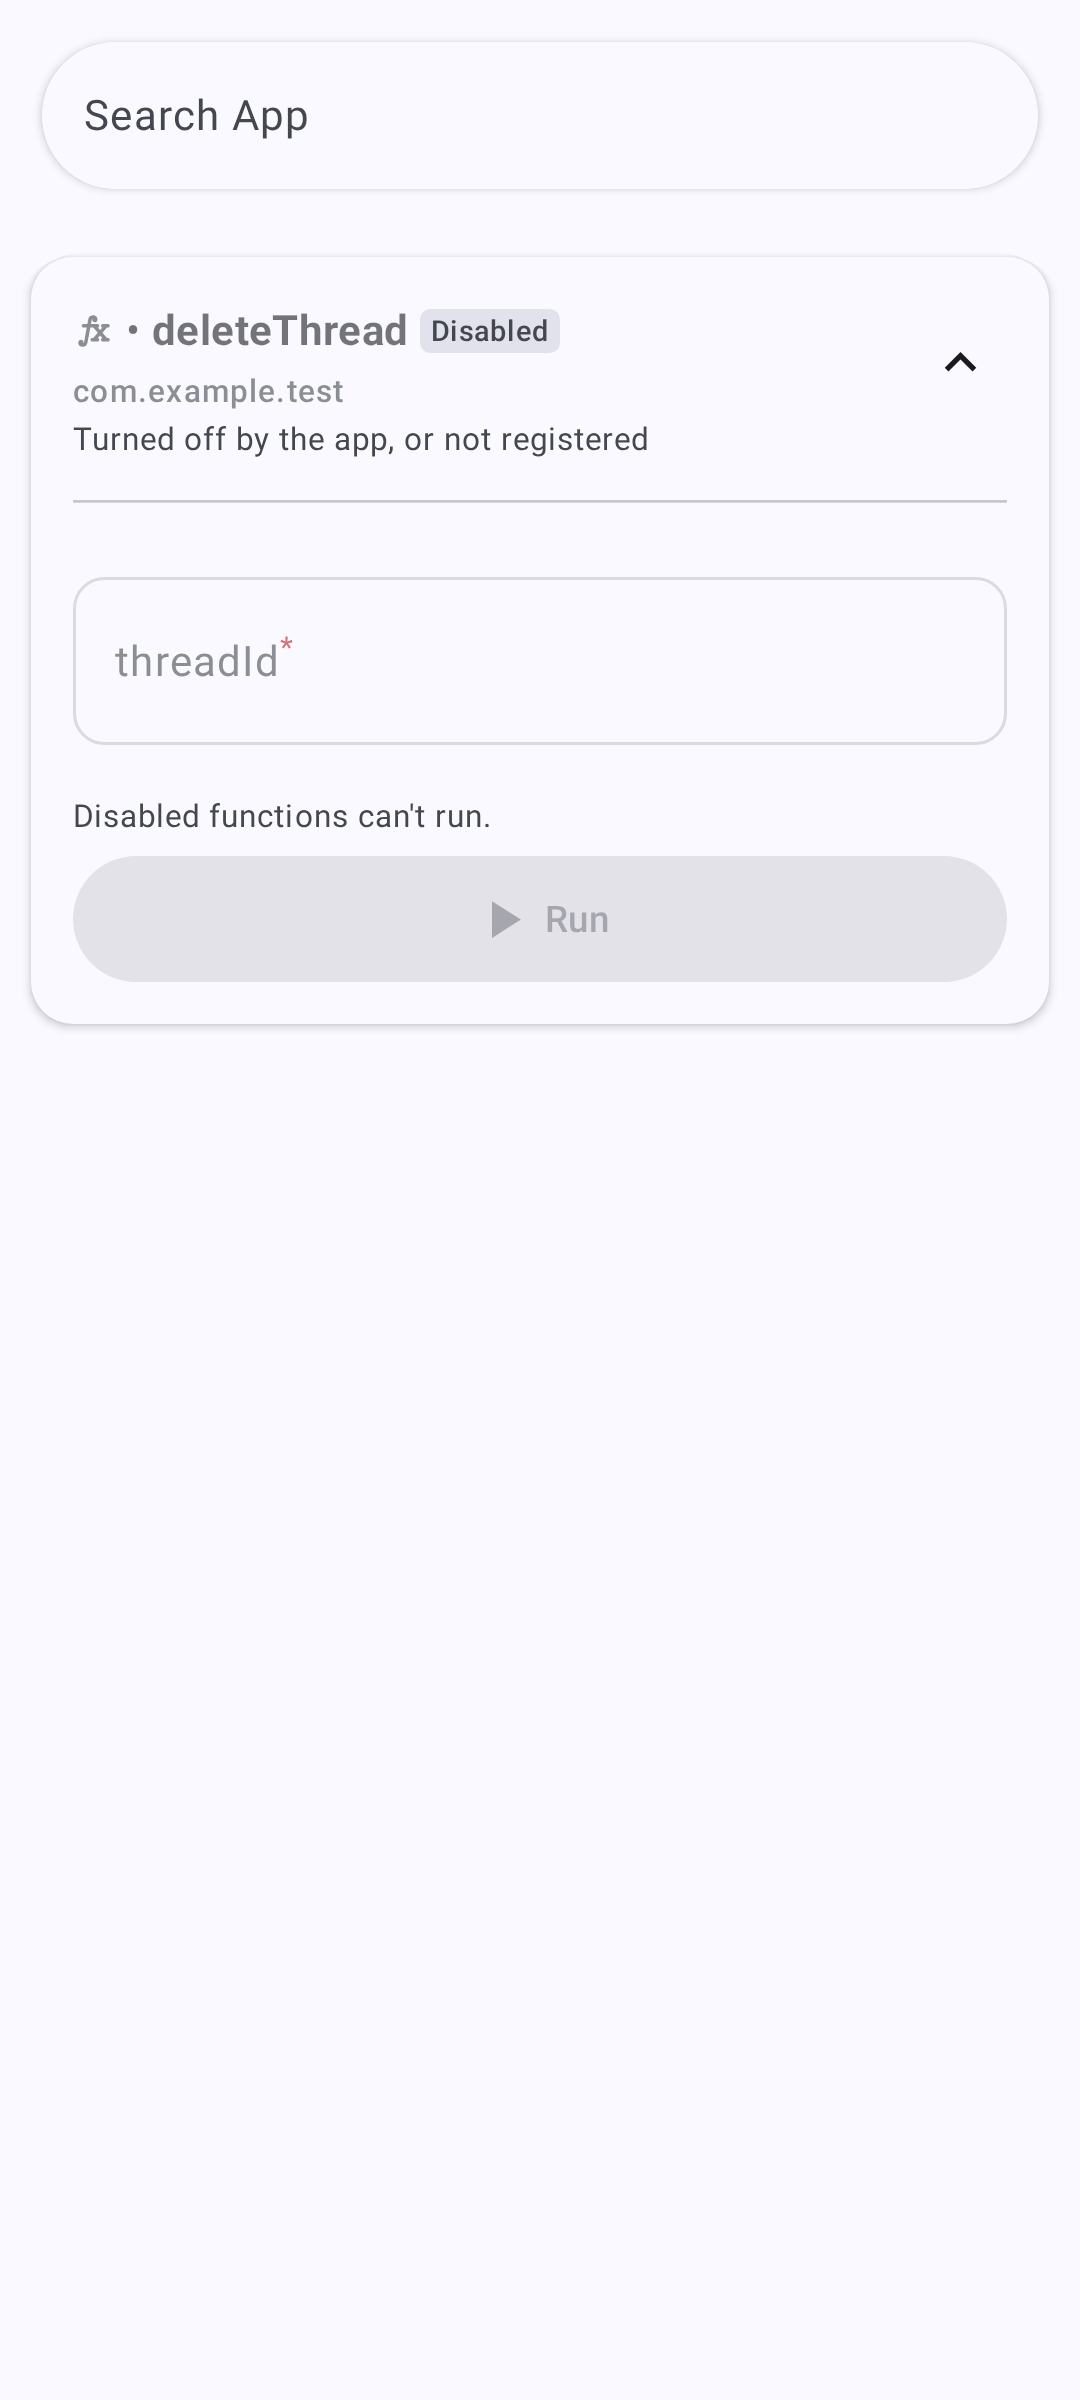 Search App
fx • deleteThread Disabled
com.example.test
Turned off by the app, or not registered
threadId*
Disabled functions can't run.
Run